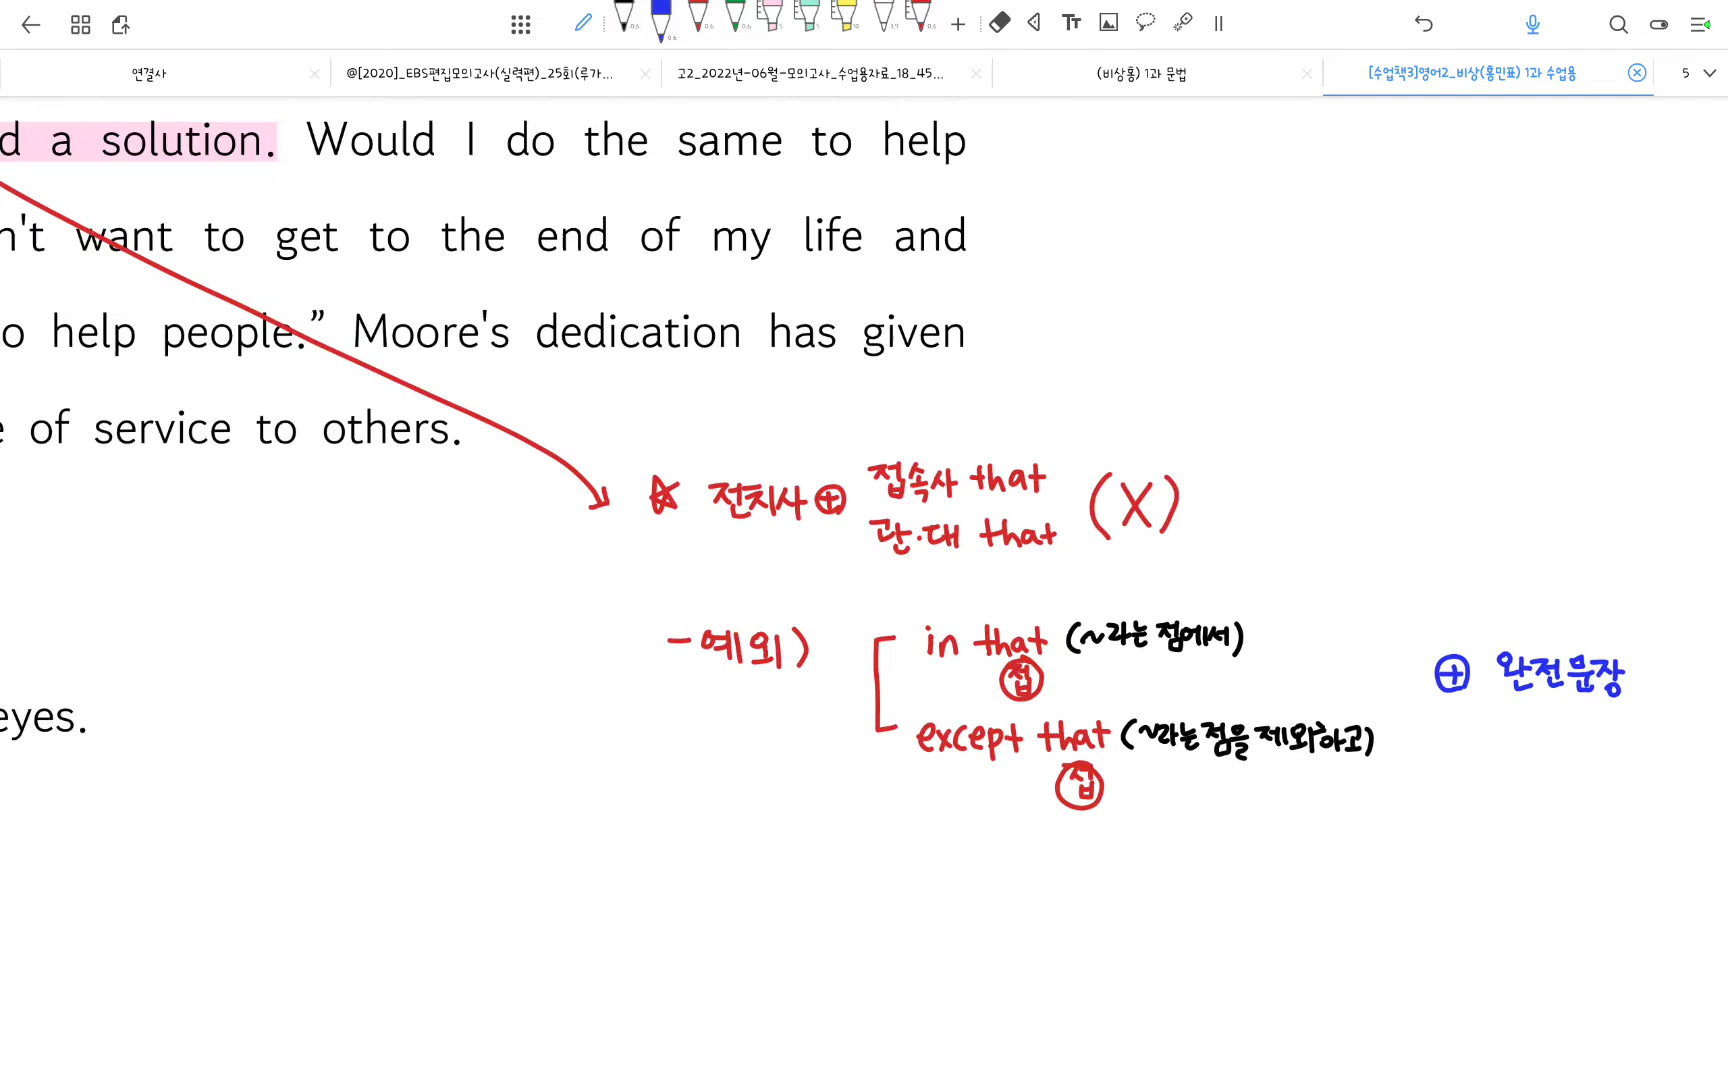 연결사
@[2020]_EBS편집모의고사(실력편)_25회(루가...
고2_2022년-06월-모의고사_수업용자료_18_45...
(비상홍) 1과 문법
[수업책3]영어2_비상(홍민표) 1과 수업용
5
d a solution. Would I do the same to help
n't want to get to the end of my life and
o help people.” Moore's dedication has given
e of service to others.
☆ 전치사 ⊕ 접속사 that
관·대 that (X)
- 예외) in that (~라는 점에서)
접
⊕ 완전문장
eyes.
except that (~라는 점을 제외하고)
접